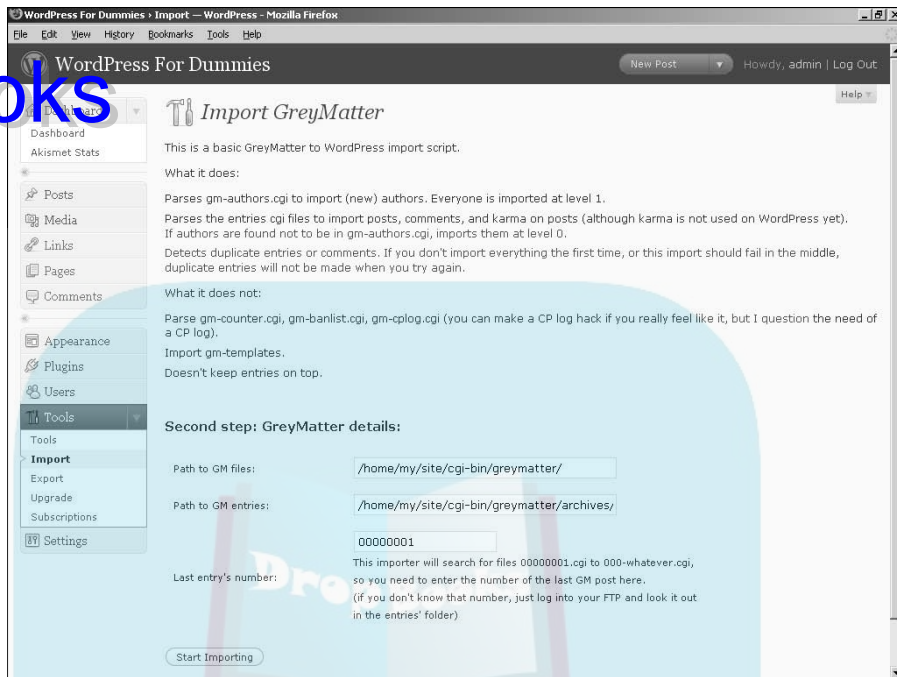 WordPress For Dummies › Import — WordPress - Mozilla Firefox
File Edit View History Bookmarks Tools Help
WordPress For Dummies
New Post
Howdy, admin | Log Out
oks
Help
Dashboard
Dashboard
Akismet Stats
Posts
Media
Links
Pages
Comments
Appearance
Plugins
Users
Tools
Tools
Import
Export
Upgrade
Subscriptions
Settings
Import GreyMatter
This is a basic GreyMatter to WordPress import script.
What it does:
Parses gm-authors.cgi to import (new) authors. Everyone is imported at level 1.
Parses the entries cgi files to import posts, comments, and karma on posts (although karma is not used on WordPress yet).
If authors are found not to be in gm-authors.cgi, imports them at level 0.
Detects duplicate entries or comments. If you don't import everything the first time, or this import should fail in the middle,
duplicate entries will not be made when you try again.
What it does not:
Parse gm-counter.cgi, gm-banlist.cgi, gm-cplog.cgi (you can make a CP log hack if you really feel like it, but I question the need of
a CP log).
Import gm-templates.
Doesn't keep entries on top.
Second step: GreyMatter details:
Path to GM files:
/home/my/site/cgi-bin/greymatter/
Path to GM entries:
/home/my/site/cgi-bin/greymatter/archives/
Last entry's number:
00000001
This importer will search for files 00000001.cgi to 000-whatever.cgi,
so you need to enter the number of the last GM post here.
(if you don't know that number, just log into your FTP and look it out
in the entries' folder)
Start Importing